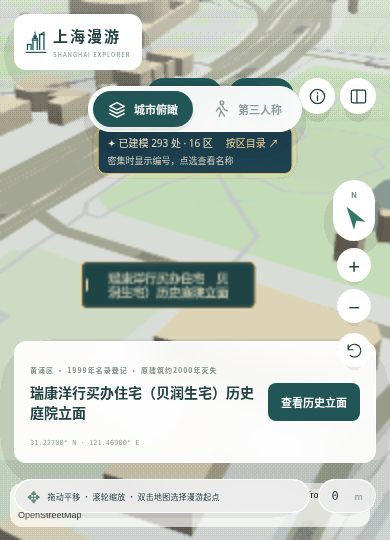 上海漫游
SHANGHAI EXPLORER
城市俯瞰
第三人称
✦ 已建模 293 处 · 16 区 按区目录 ↗
密集时显示编号，点选查看名称
N
瑞康洋行买办住宅（贝
润生宅）历史庭院立面
黄浦区 · 1999年名录登记 · 原建筑约2000年灭失
瑞康洋行买办住宅（贝润生宅）历史
庭院立面
查看历史立面
31.22700° N · 121.46900° E
拖动平移 · 滚轮缩放 · 双击地图选择漫游起点
0 m
OpenStreetMap